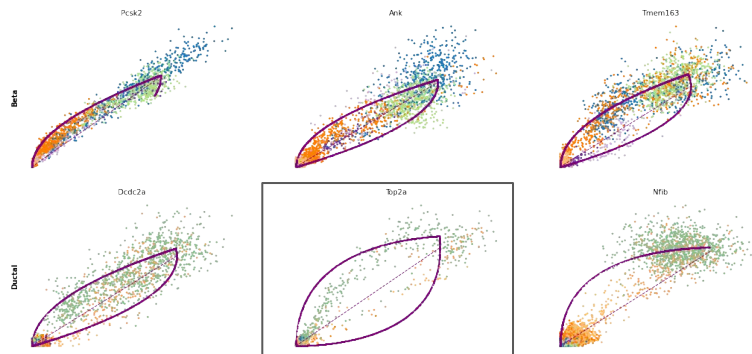 Pcsk2
Ank
Tmem163
Beta
Dcdc2a
Top2a
Nfib
Ductal